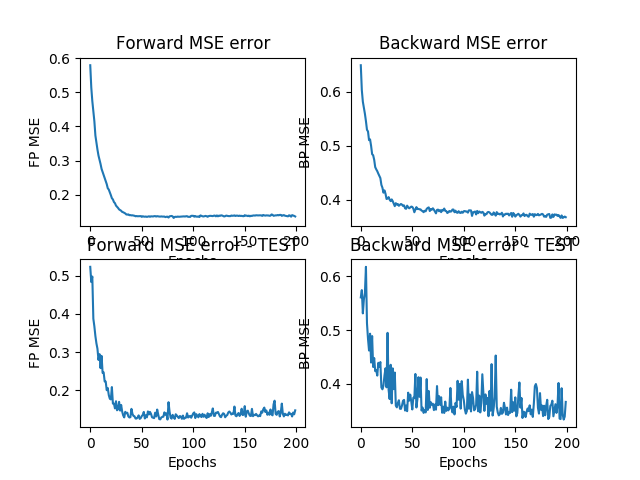 Forward MSE error
Backward MSE error
FP MSE
0.6
0.5
0.4
0.3
0.2
0 50 100 150 200
Epochs
BP MSE
0.6
0.5
0.4
0 50 100 150 200
Epochs
Forward MSE error - TEST
Backward MSE error - TEST
FP MSE
0.5
0.4
0.3
0.2
0 50 100 150 200
Epochs
BP MSE
0.6
0.5
0.4
0 50 100 150 200
Epochs